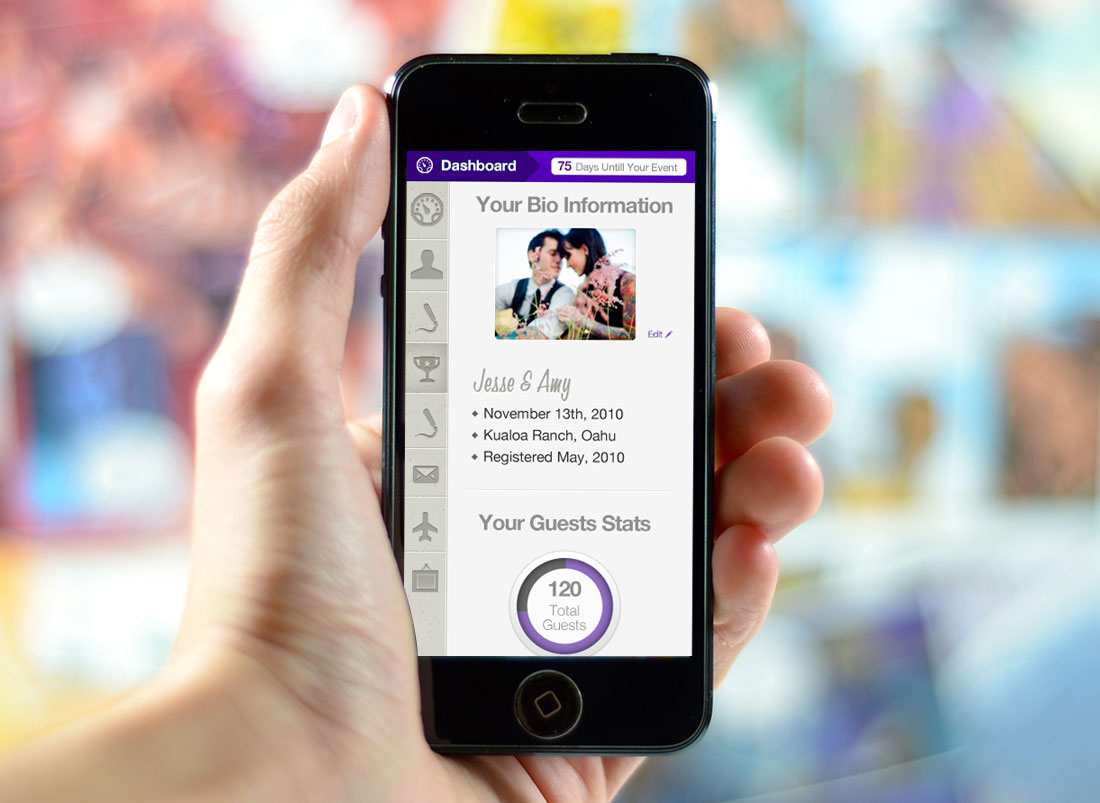 Dashboard
75 Days Untill Your Event
Your Bio Information
Edit
Jesse & Amy
November 13th, 2010
Kualoa Ranch, Oahu
Registered May, 2010
Your Guests Stats
120
Total
Guests